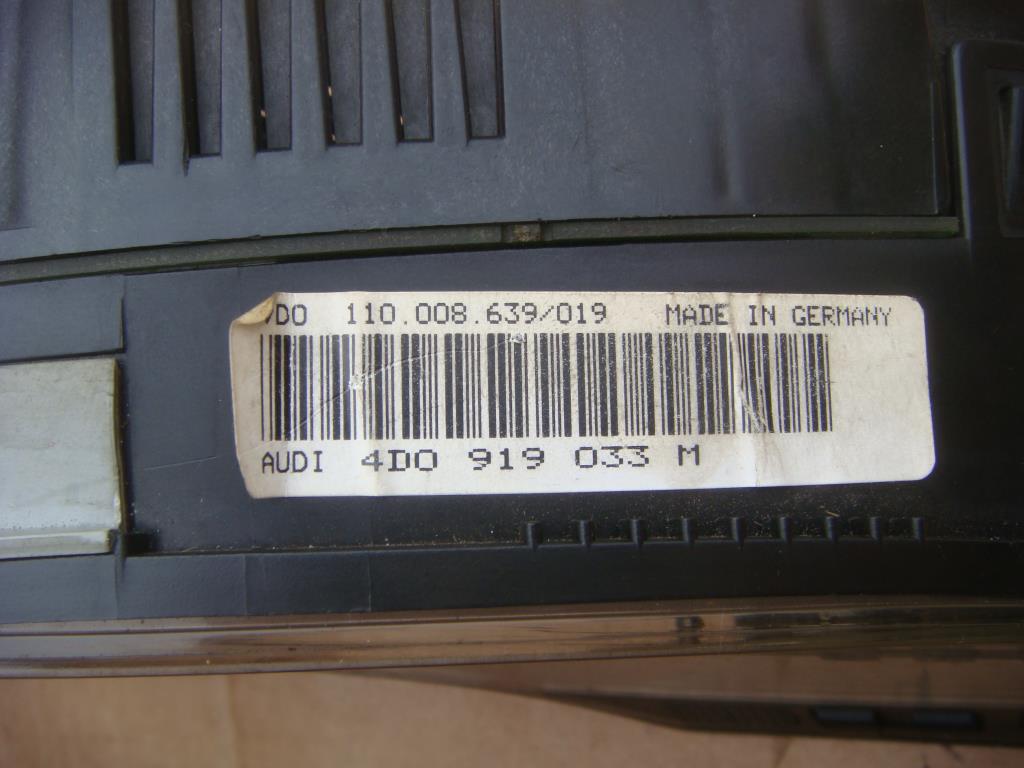 VDO 110.008.639/019 MADE IN GERMANY
AUDI 4D0 919 033 M